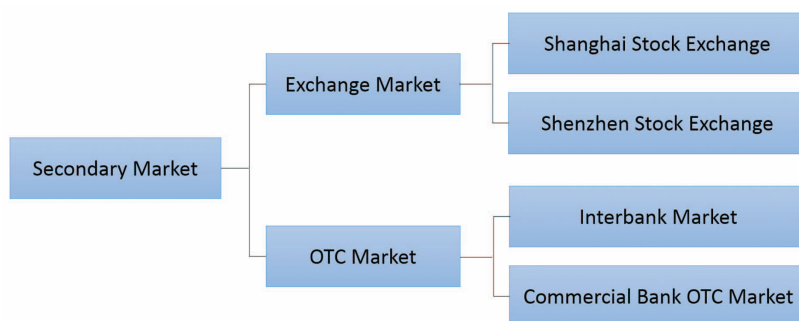 Secondary Market
Exchange Market
Shanghai Stock Exchange
Shenzhen Stock Exchange
OTC Market
Interbank Market
Commercial Bank OTC Market